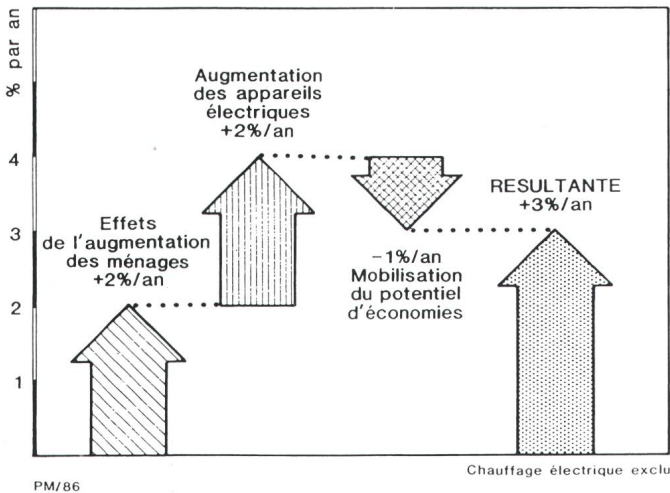 % par an
Augmentation
des appareils
électriques
+2%/an
4
RESULTANTE
+3%/an
Effets
de l'augmentation
des ménages
+2%/an
3
-1%/an
Mobilisation
du potentiel
d'économies
2
1
Chauffage électrique exclu
PM/86